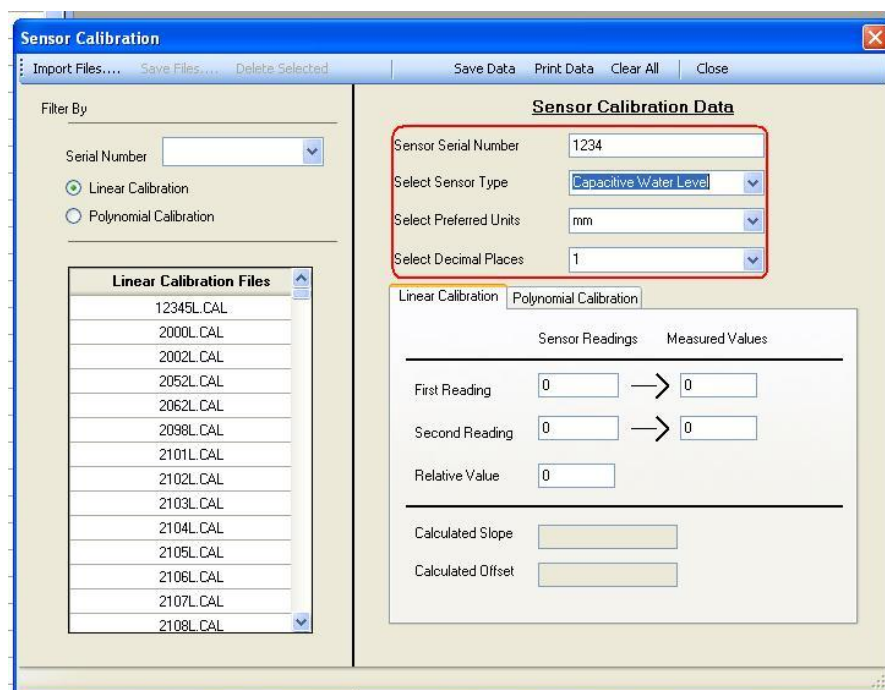 Sensor Calibration
Import Files.... Save Files.... Delete Selected Save Data Print Data Clear All Close
Filter By
Serial Number
Linear Calibration
Polynomial Calibration
Linear Calibration Files
12345L.CAL
2000L.CAL
2002L.CAL
2052L.CAL
2062L.CAL
2098L.CAL
2101L.CAL
2102L.CAL
2103L.CAL
2104L.CAL
2105L.CAL
2106L.CAL
2107L.CAL
2108L.CAL
Sensor Calibration Data
Sensor Serial Number 1234
Select Sensor Type Capacitive Water Level
Select Preferred Units mm
Select Decimal Places 1
Linear Calibration Polynomial Calibration
Sensor Readings Measured Values
First Reading 0 0
Second Reading 0 0
Relative Value 0
Calculated Slope
Calculated Offset